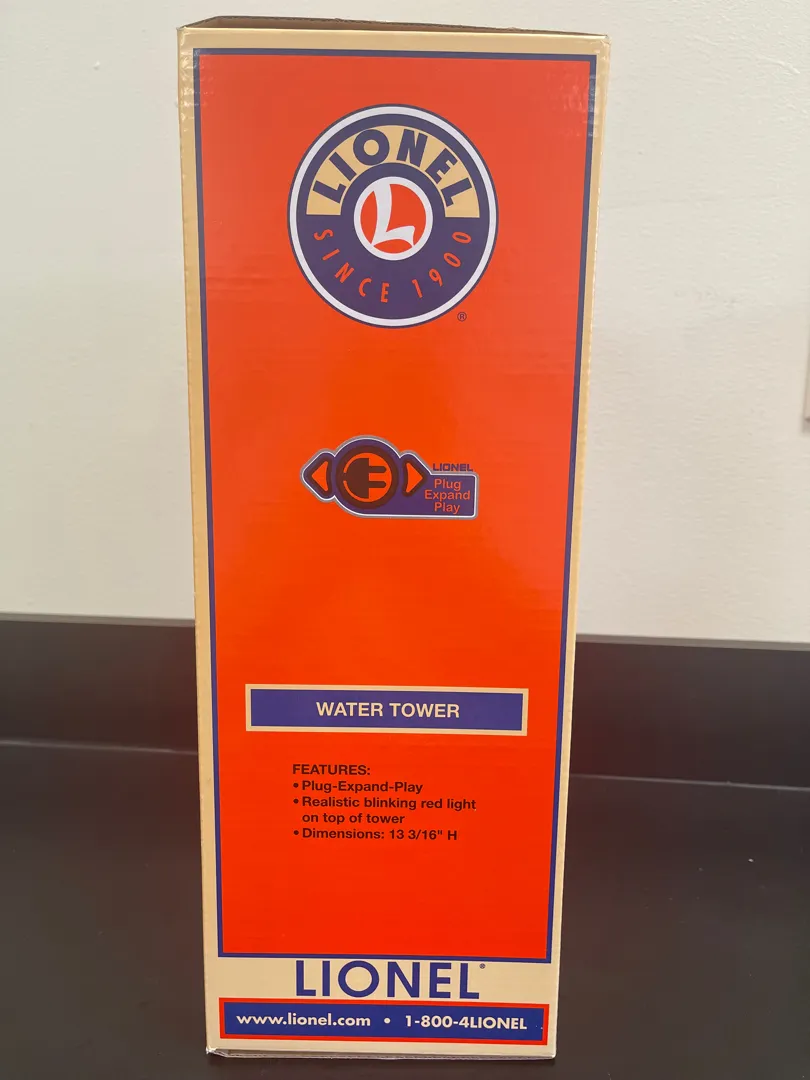 LIONEL
L
SINCE 1900
®
LIONEL
Plug
Expand
Play
WATER TOWER
FEATURES:
• Plug-Expand-Play
• Realistic blinking red light
on top of tower
• Dimensions: 13 3/16" H
LIONEL®
www.lionel.com • 1-800-4LIONEL